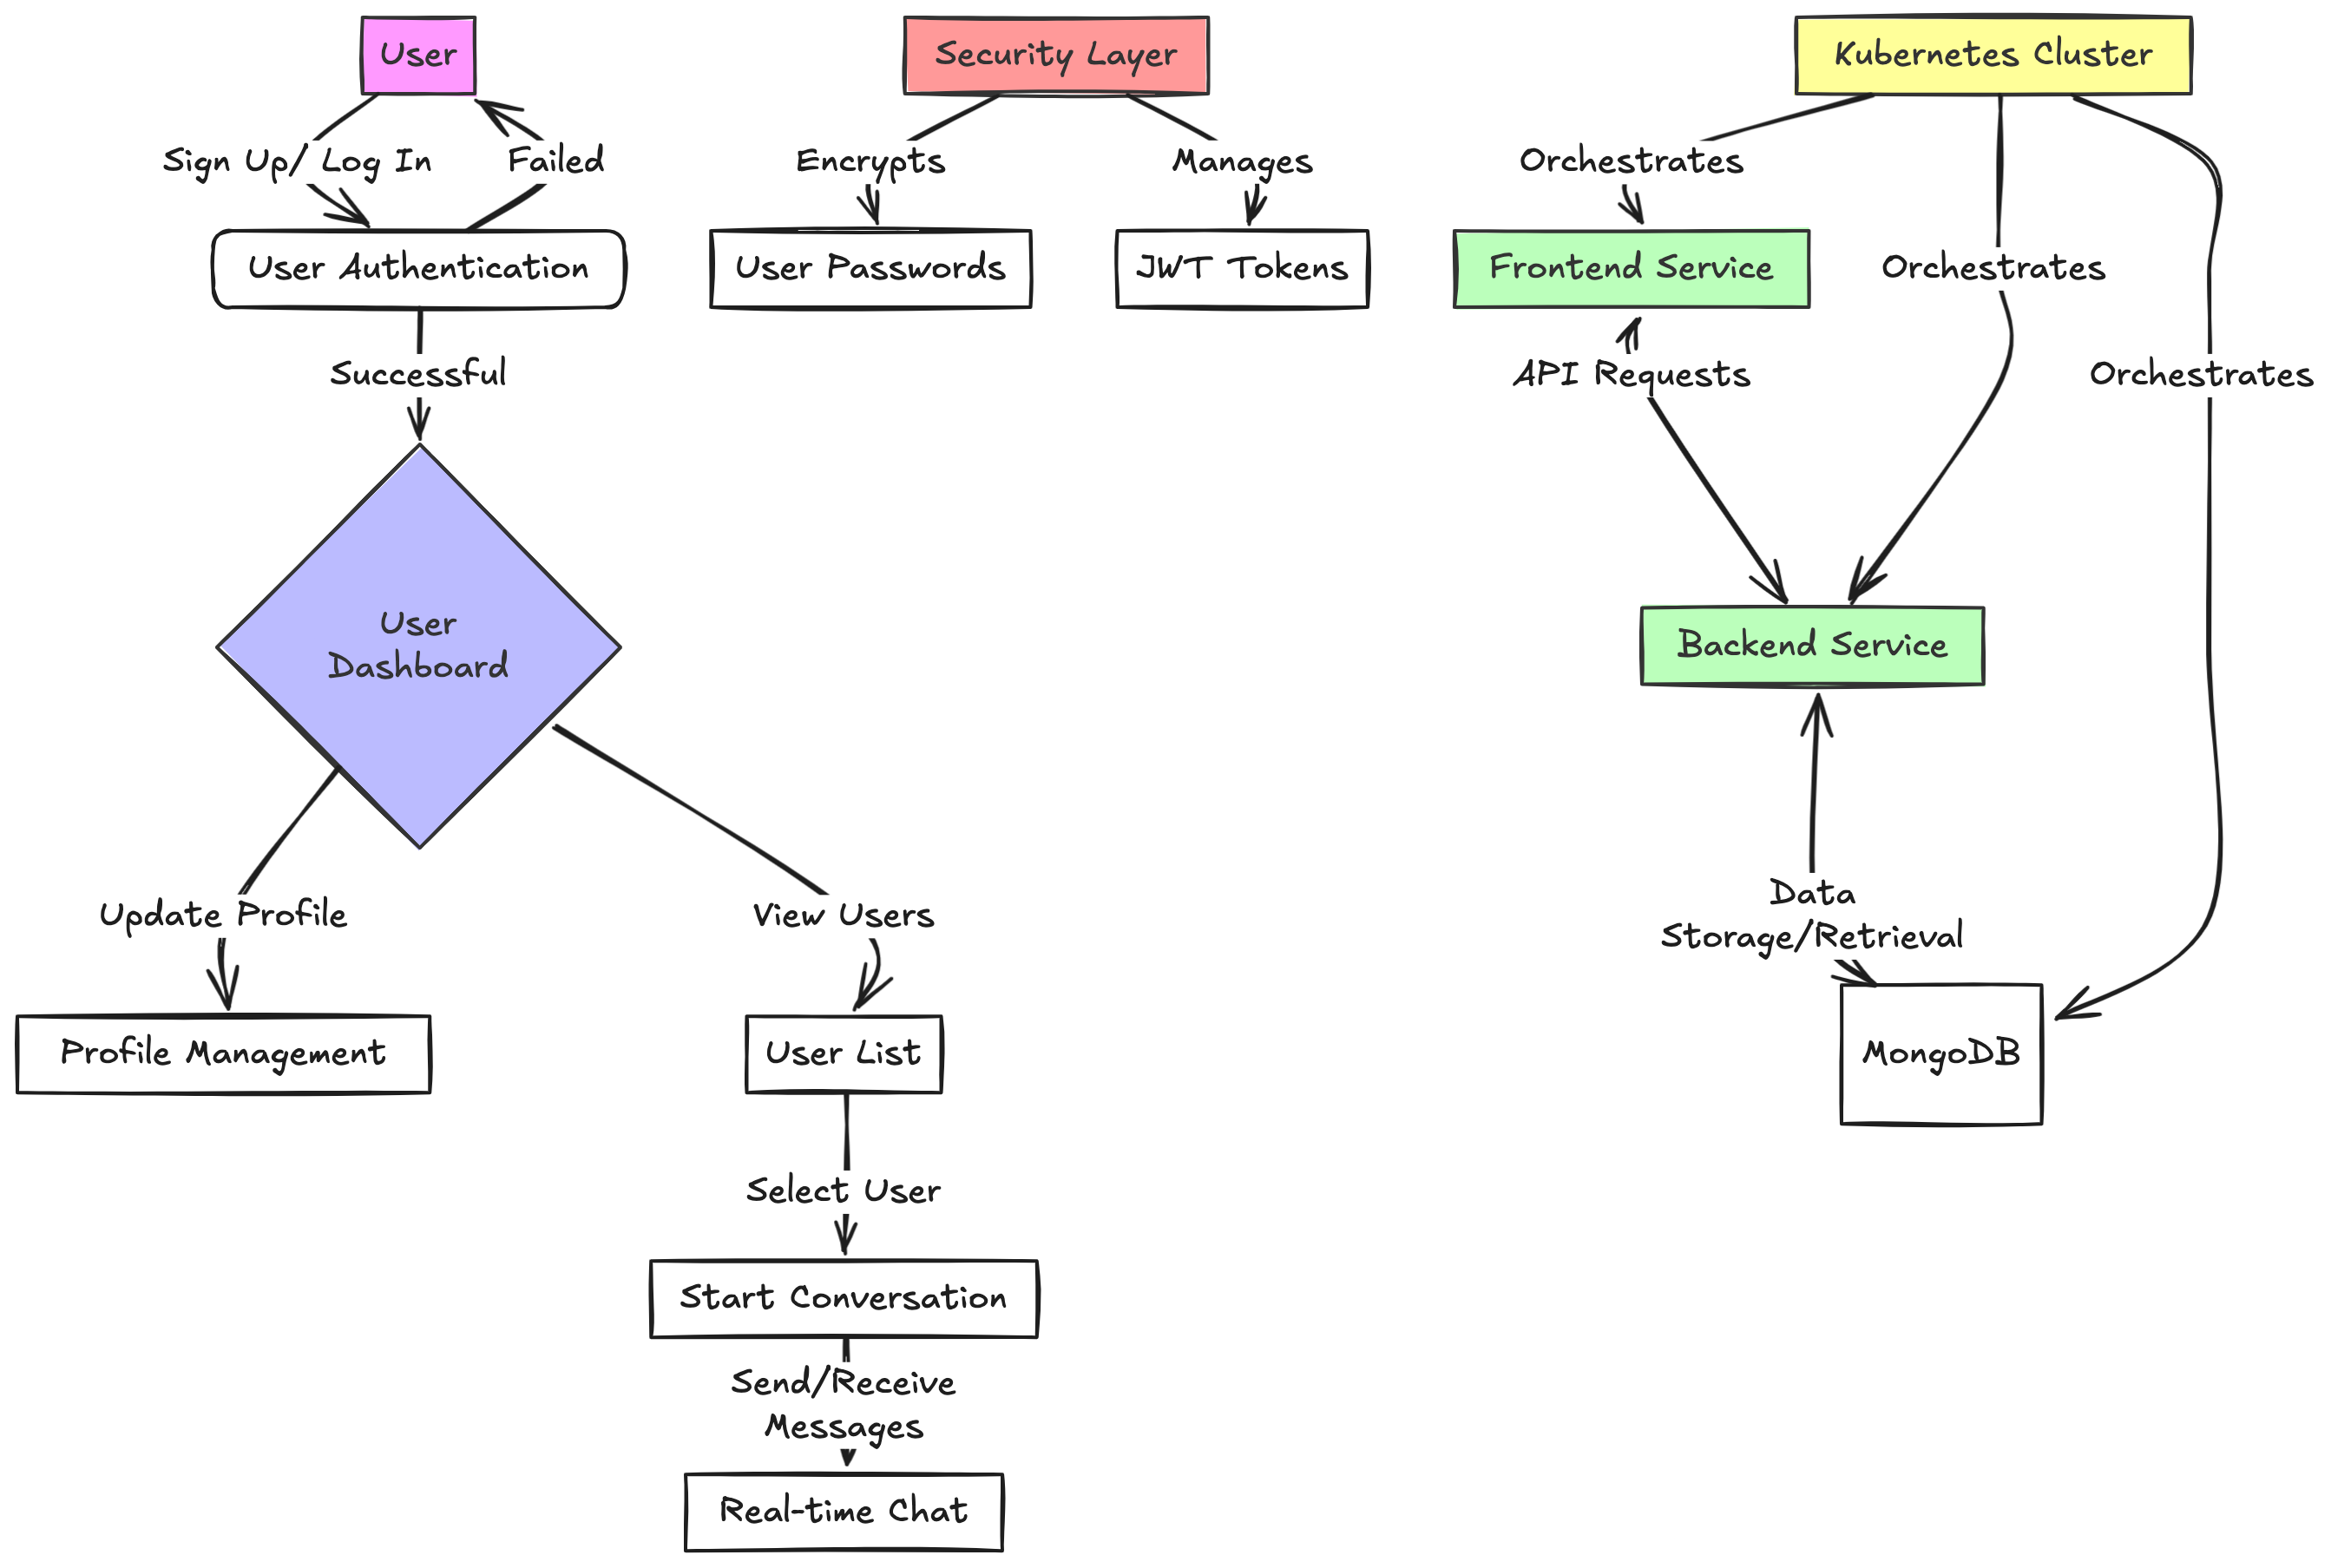 User
Security Layer
Kubernetes Cluster
Sign Up/ Log In
Failed
Encrypts
Manages
Orchestrates
User Authentication
User Passwords
JWT Tokens
Frontend Service
Orchestrates
Successful
API Requests
Orchestrates
User
Dashboard
Backend Service
Data
Storage/Retrieval
Update Profile
View Users
Profile Management
User List
MongoDB
Select User
Start Conversation
Send/Receive
Messages
Real-time Chat